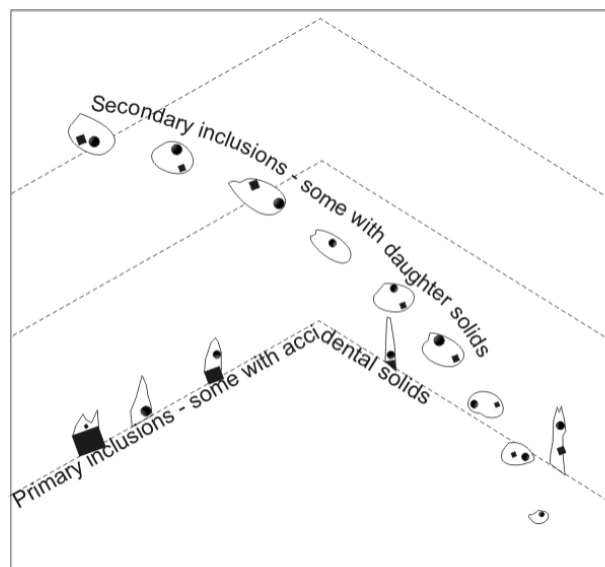 Secondary inclusions - some with daughter solids
Primary inclusions - some with accidental solids